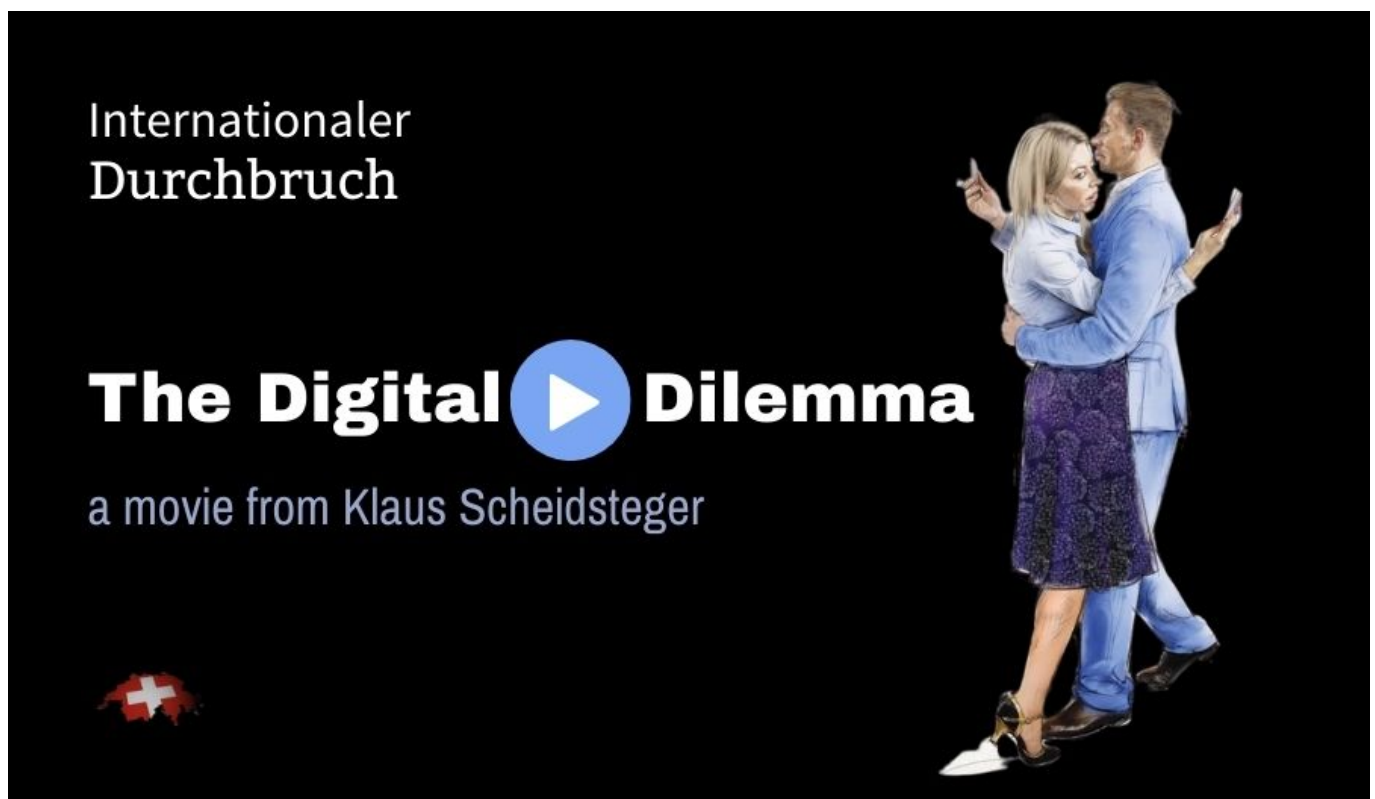 Internationaler
Durchbruch
The Digital Dilemma
a movie from Klaus Scheidsteger